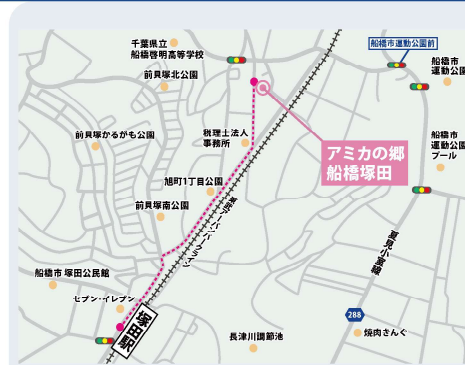 千葉県立
船橋啓明高等学校
船橋市運動公園前
船橋市
運動公園
前貝塚北公園
前貝塚かるがも公園
税理士法人
事務所
アミカの郷
船橋塚田
船橋市
運動公園
プール
旭町1丁目公園
前貝塚南公園
東武アーバンパークライン
夏見小室線
船橋市 塚田公民館
セブン-イレブン
塚田駅
288
焼肉きんぐ
長津川調節池